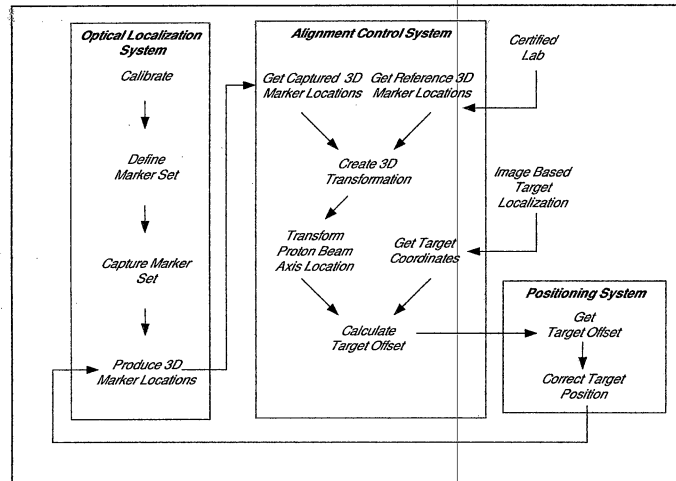 Optical Localization
System
Calibrate
Define
Marker Set
Capture Marker
Set
Produce 3D
Marker Locations
Alignment Control System
Get Captured 3D
Marker Locations
Get Reference 3D
Marker Locations
Create 3D
Transformation
Transform
Proton Beam
Axis Location
Get Target
Coordinates
Calculate
Target Offset
Certified
Lab
Image Based
Target
Localization
Positioning System
Get
Target Offset
Correct Target
Position